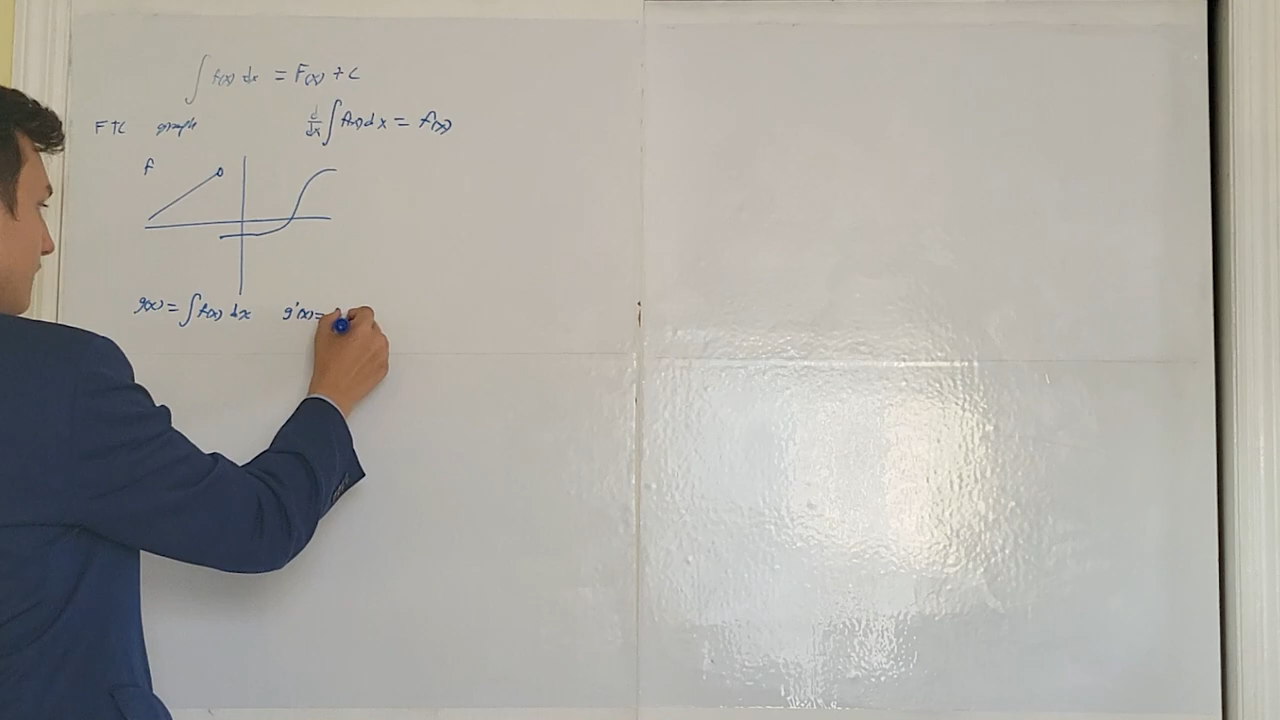 ∫ f(x) dx = F(x) + C
FTC graph d/dx ∫ f(x) dx = f(x)
f
g(x) = ∫ f(x) dx g'(x) =